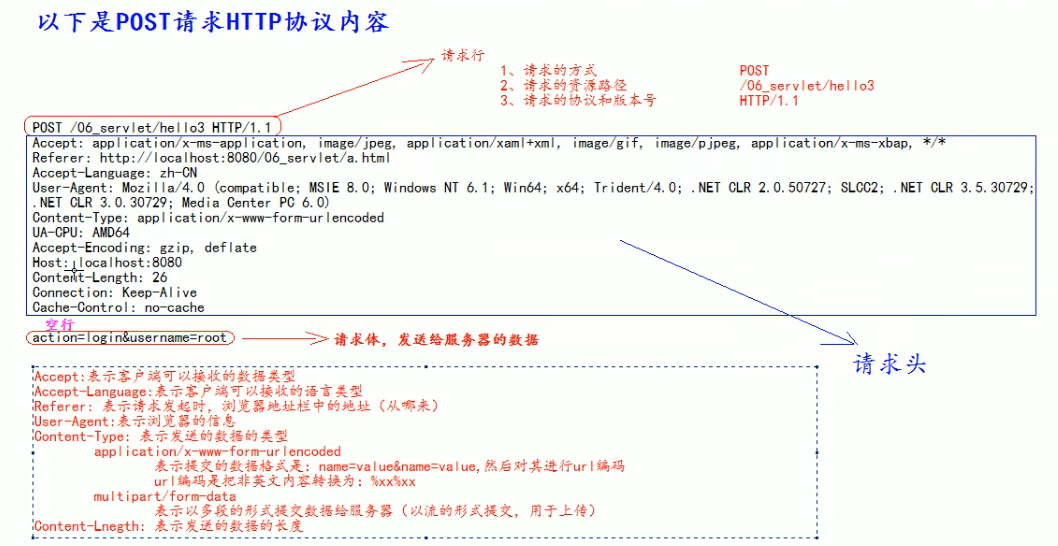 以下是POST请求HTTP协议内容
请求行
1、请求的方式 POST
2、请求的资源路径 /06_servlet/hello3
3、请求的协议和版本号 HTTP/1.1
POST /06_servlet/hello3 HTTP/1.1
Accept: application/x-ms-application, image/jpeg, application/xaml+xml, image/gif, image/pjpeg, application/x-ms-xbap, */*
Referer: http://localhost:8080/06_servlet/a.html
Accept-Language: zh-CN
User-Agent: Mozilla/4.0 (compatible; MSIE 8.0; Windows NT 6.1; Win64; x64; Trident/4.0; .NET CLR 2.0.50727; SLCC2; .NET CLR 3.5.30729;
.NET CLR 3.0.30729; Media Center PC 6.0)
Content-Type: application/x-www-form-urlencoded
UA-CPU: AMD64
Accept-Encoding: gzip, deflate
Host: localhost:8080
Content-Length: 26
Connection: Keep-Alive
Cache-Control: no-cache
空行
action=login&username=root
请求体，发送给服务器的数据
请求头
Accept:表示客户端可以接收的数据类型
Accept-Language:表示客户端可以接收的语言类型
Referer: 表示请求发起时，浏览器地址栏中的地址（从哪来）
User-Agent:表示浏览器的信息
Content-Type: 表示发送的数据的类型
application/x-www-form-urlencoded
表示提交的数据格式是: name=value&name=value,然后对其进行url编码
url编码是把非英文内容转换为: %xx%xx
multipart/form-data
表示以多段的形式提交数据给服务器（以流的形式提交，用于上传）
Content-Lnegth: 表示发送的数据的长度